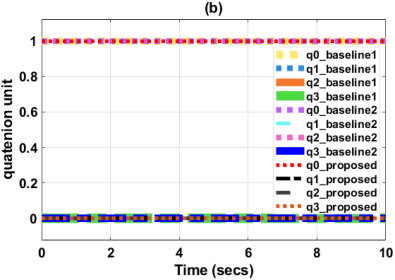 (b)
quatenion unit
1
0.8
0.6
0.4
0.2
0
q0_baseline1
q1_baseline1
q2_baseline1
q3_baseline1
q0_baseline2
q1_baseline2
q2_baseline2
q3_baseline2
q0_proposed
q1_proposed
q2_proposed
q3_proposed
0 2 4 6 8 10
Time (secs)